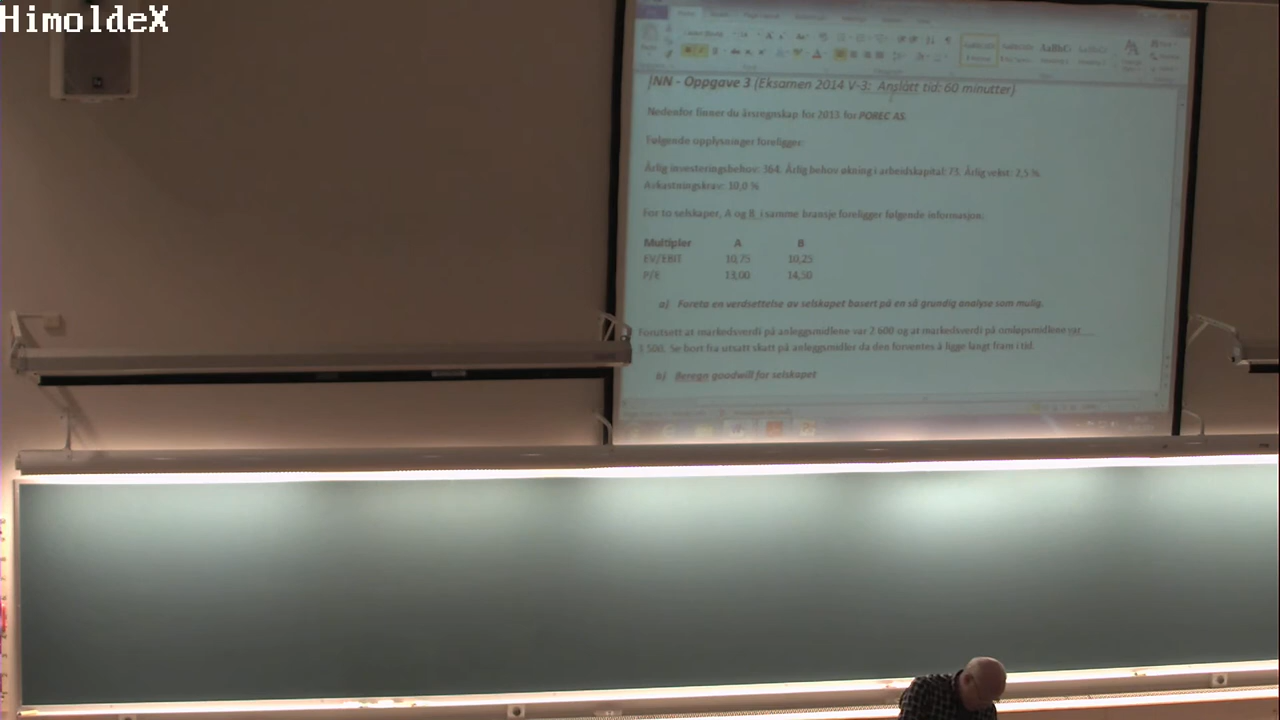 HimoldeX
JNN - Oppgave 3 (Eksamen 2014 V-3: Anslått tid: 60 minutter)
Nedenfor finner du årsregnskap for 2013 for POREC AS.
Følgende opplysninger foreligger:
Årlig investeringsbehov: 364. Årlig behov økning i arbeidskapital: 73. Årlig vekst: 2,5 %
Avkastningskrav: 10,0 %
For to selskaper, A og B i samme bransje foreligger følgende informasjon:
Multipler A B
EV/EBIT 10,75 10,25
P/E 13,00 14,50
a) Foreta en verdsettelse av selskapet basert på en så grundig analyse som mulig.
Forutsett at markedsverdi på anleggsmidlene var 2 600 og at markedsverdi på omløpsmidlene var
3 500. Se bort fra utsatt skatt på anleggsmidler da den forventes å ligge langt fram i tid.
b) Beregn goodwill for selskapet